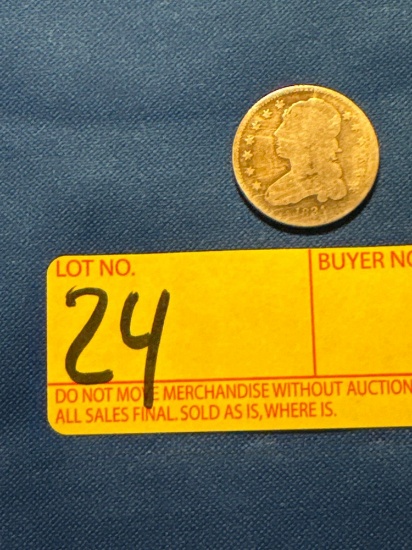 1821
LOT NO.
BUYER NO
24
DO NOT MOVE MERCHANDISE WITHOUT AUCTION
ALL SALES FINAL. SOLD AS IS, WHERE IS.